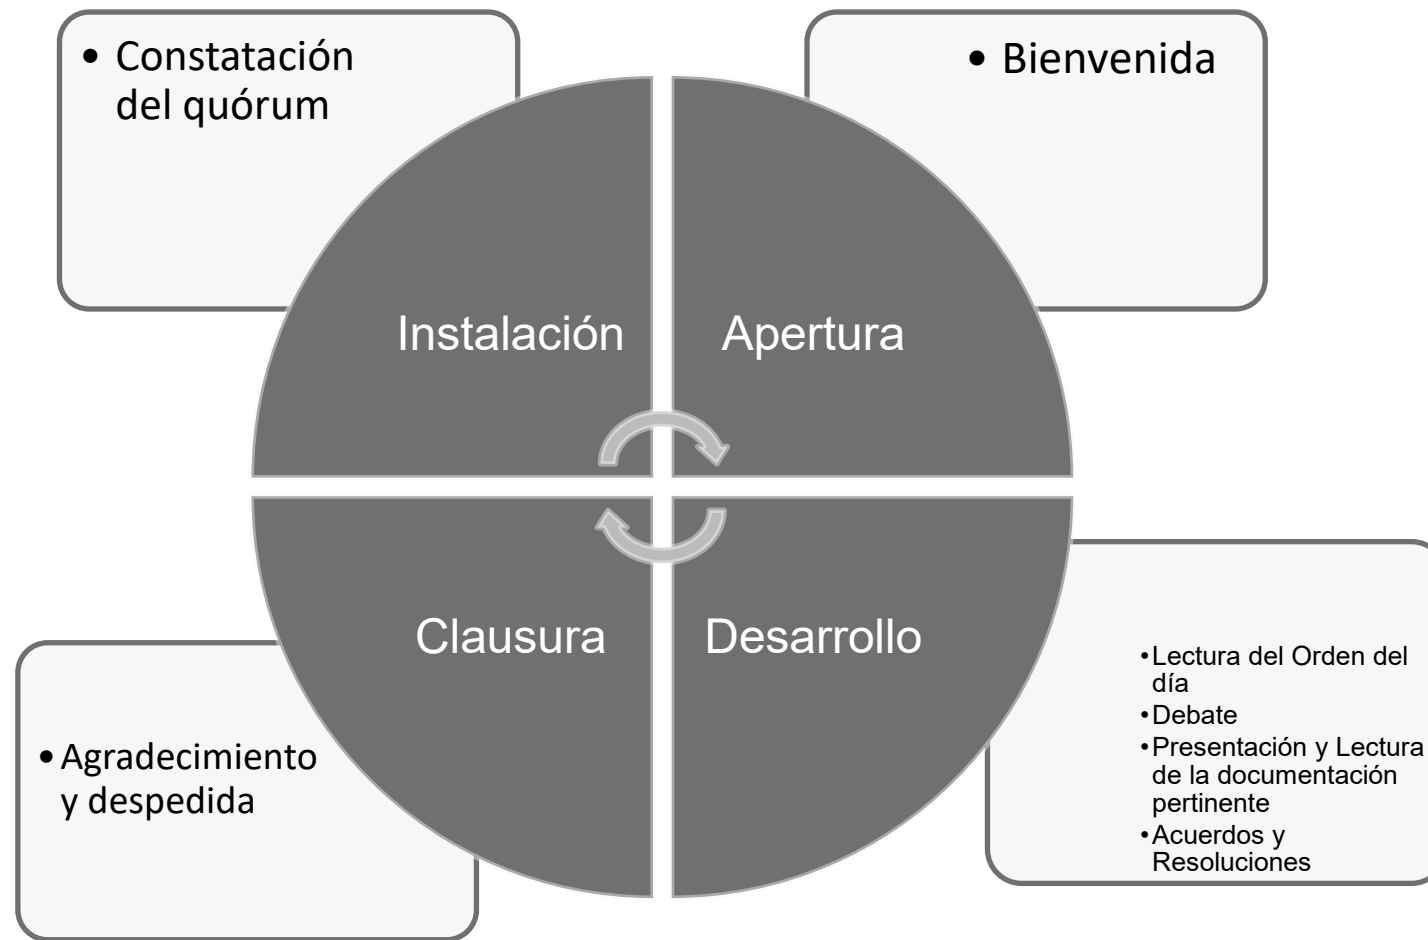 • Constatación
del quórum
• Bienvenida
Instalación
Apertura
Clausura
Desarrollo
• Agradecimiento
y despedida
• Lectura del Orden del
día
• Debate
• Presentación y Lectura
de la documentación
pertinente
• Acuerdos y
Resoluciones